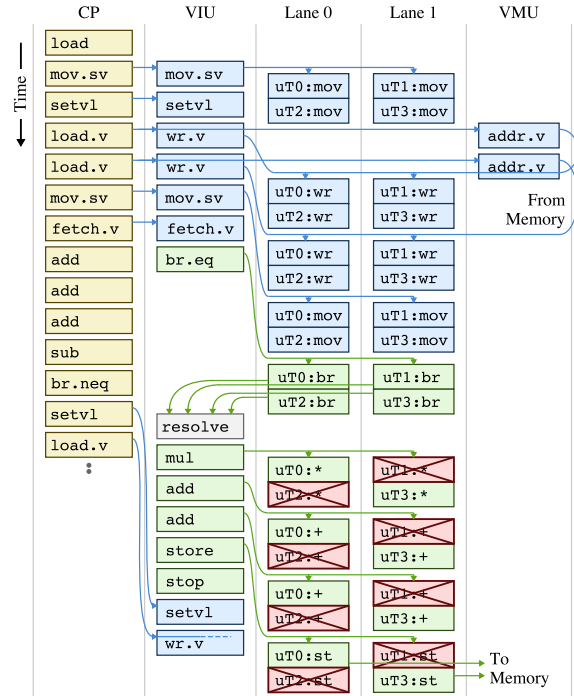 CP
VIU
Lane 0
Lane 1
VMU
Time
load
mov.sv
setvl
load.v
load.v
mov.sv
fetch.v
add
add
add
sub
br.neq
setvl
load.v
mov.sv
setvl
wr.v
wr.v
mov.sv
fetch.v
br.eq
resolve
mul
add
add
store
stop
setvl
wr.v
uT0:mov
uT2:mov
uT0:wr
uT2:wr
uT0:wr
uT2:wr
uT0:mov
uT2:mov
uT0:br
uT2:br
uT0:*
uT2:*
uT0:+
uT2:+
uT0:+
uT2:+
uT0:st
uT2:st
uT1:mov
uT3:mov
uT1:wr
uT3:wr
uT1:wr
uT3:wr
uT1:mov
uT3:mov
uT1:br
uT3:br
uT1:*
uT3:*
uT1:+
uT3:+
uT1:+
uT3:+
uT1:st
uT3:st
addr.v
addr.v
From
Memory
To
Memory